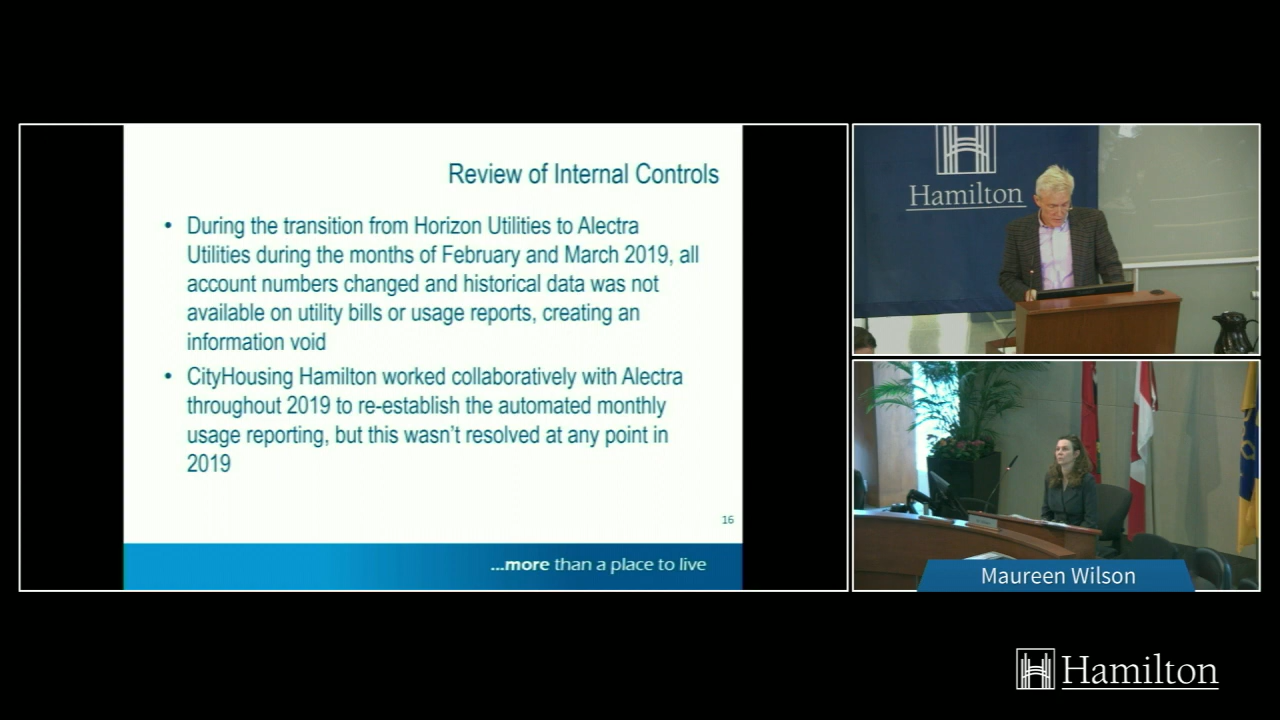 Review of Internal Controls
• During the transition from Horizon Utilities to Alectra
Utilities during the months of February and March 2019, all
account numbers changed and historical data was not
available on utility bills or usage reports, creating an
information void
• CityHousing Hamilton worked collaboratively with Alectra
throughout 2019 to re-establish the automated monthly
usage reporting, but this wasn't resolved at any point in
2019
16
...more than a place to live
Hamilton
Maureen Wilson
Hamilton